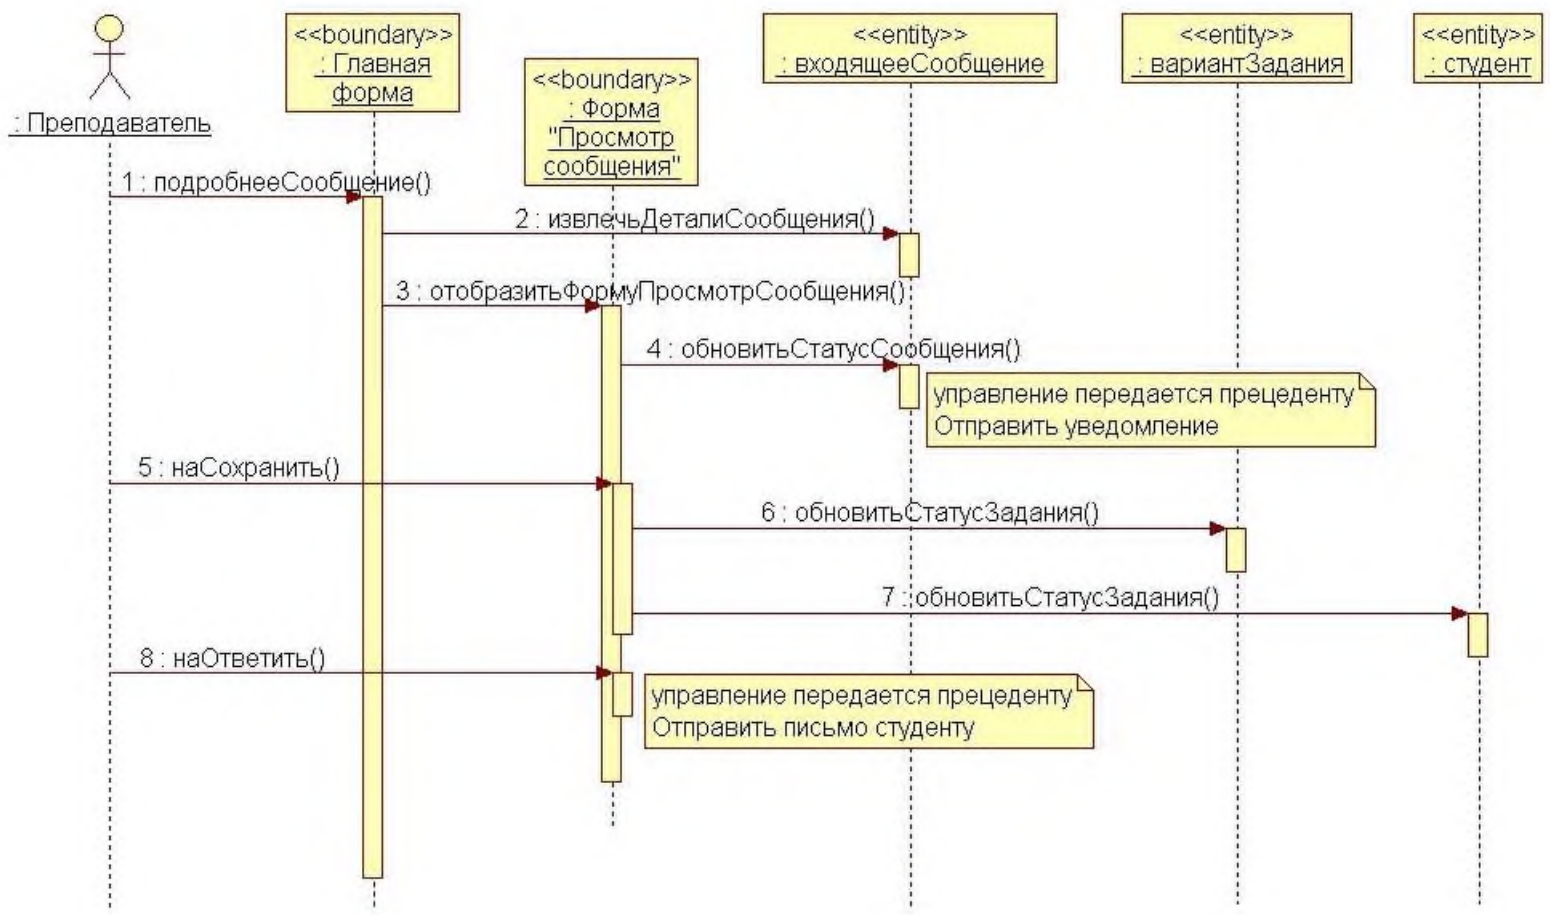 <<boundary>>
: Главная
форма
<<boundary>>
: Форма
"Просмотр
сообщения"
<<entity>>
: входящееСообщение
<<entity>>
: вариантЗадания
<<entity>>
: студент
: Преподаватель
1 : подробнееСообщение()
2 : извлечьДеталиСообщения()
3 : отобразитьФормуПросмотрСообщения()
4 : обновитьСтатусСообщения()
управление передается прецеденту
Отправить уведомление
5 : наСохранить()
6 : обновитьСтатусЗадания()
7 : обновитьСтатусЗадания()
8 : наОтветить()
управление передается прецеденту
Отправить письмо студенту